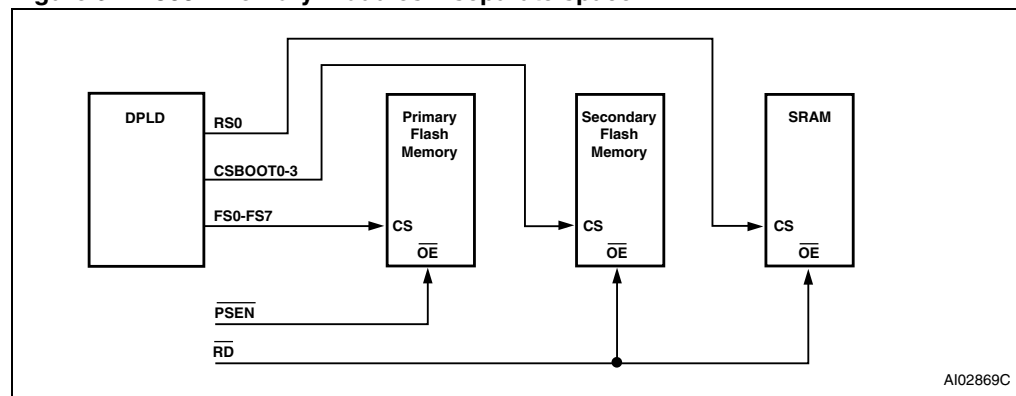 DPLD
RS0
CSBOOT0-3
FS0-FS7
Primary
Flash
Memory
CS
OE
Secondary
Flash
Memory
CS
OE
SRAM
CS
OE
PSEN
RD
AI02869C